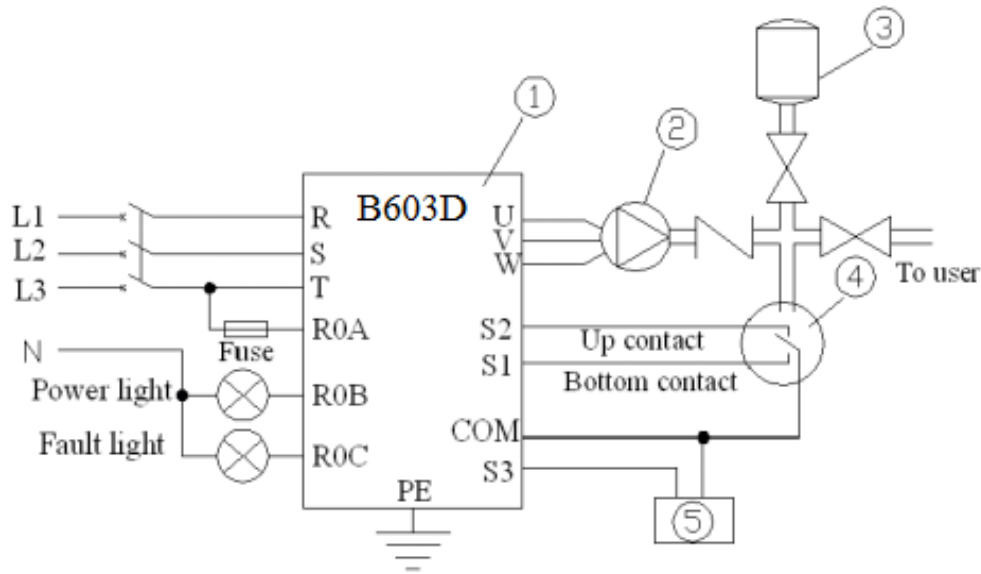 ③
①
②
B603D
L1
R
U
L2
S
V
W
To user
④
L3
T
N
Fuse
R0A
S2
Up contact
S1
Bottom contact
Power light
R0B
Fault light
R0C
COM
S3
PE
⑤